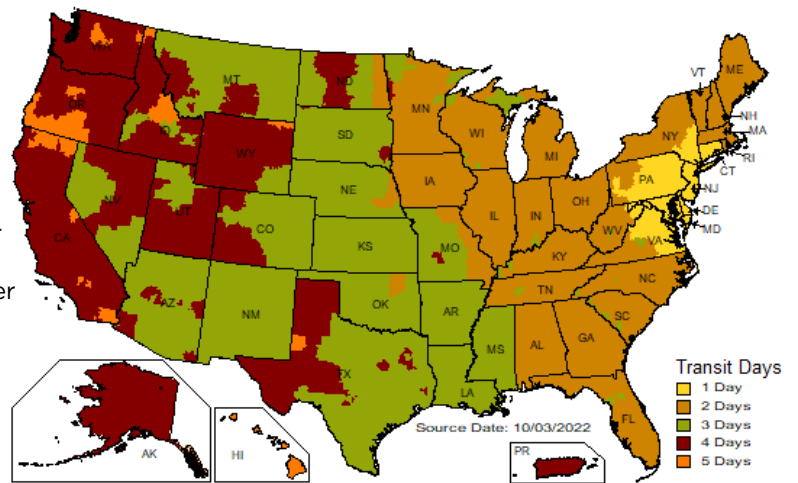 WA
OR
CA
ID
NV
MT
WY
UT
AZ
ND
SD
NE
CO
KS
NM
OK
TX
MN
IA
MO
AR
LA
WI
IL
MS
MI
IN
OH
KY
TN
AL
GA
FL
SC
NC
WV
VA
PA
NY
VT
ME
NH
MA
RI
CT
NJ
DE
MD
er
AK
HI
PR
Source Date: 10/03/2022
Transit Days
1 Day
2 Days
3 Days
4 Days
5 Days